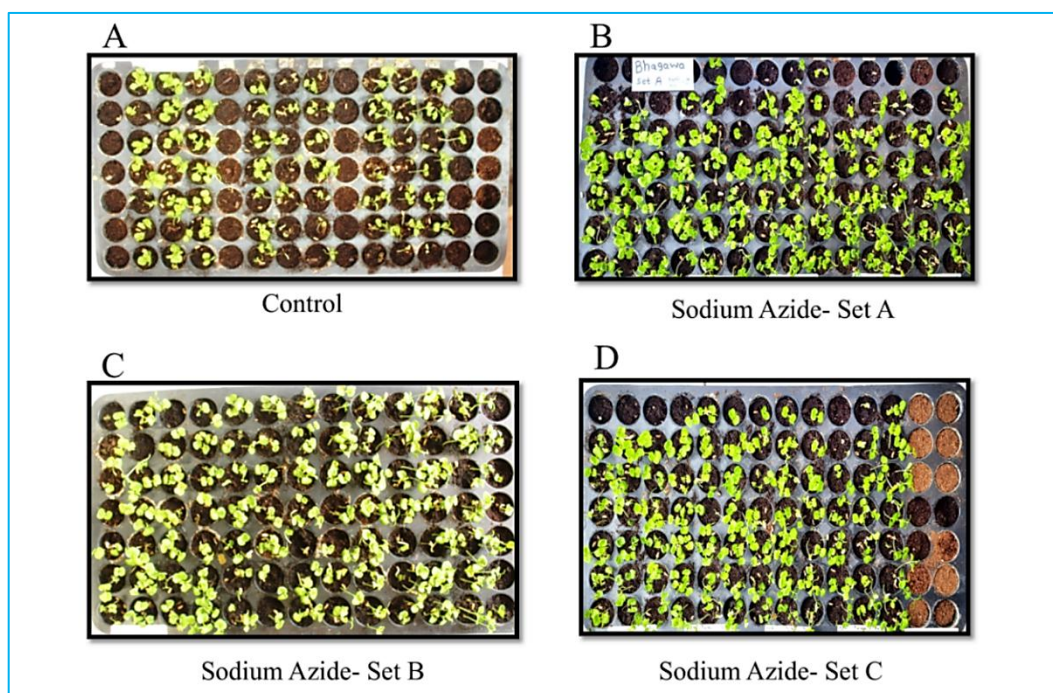 A
B
Bhagawa
Set A
Control
Sodium Azide- Set A
C
D
Sodium Azide- Set B
Sodium Azide- Set C